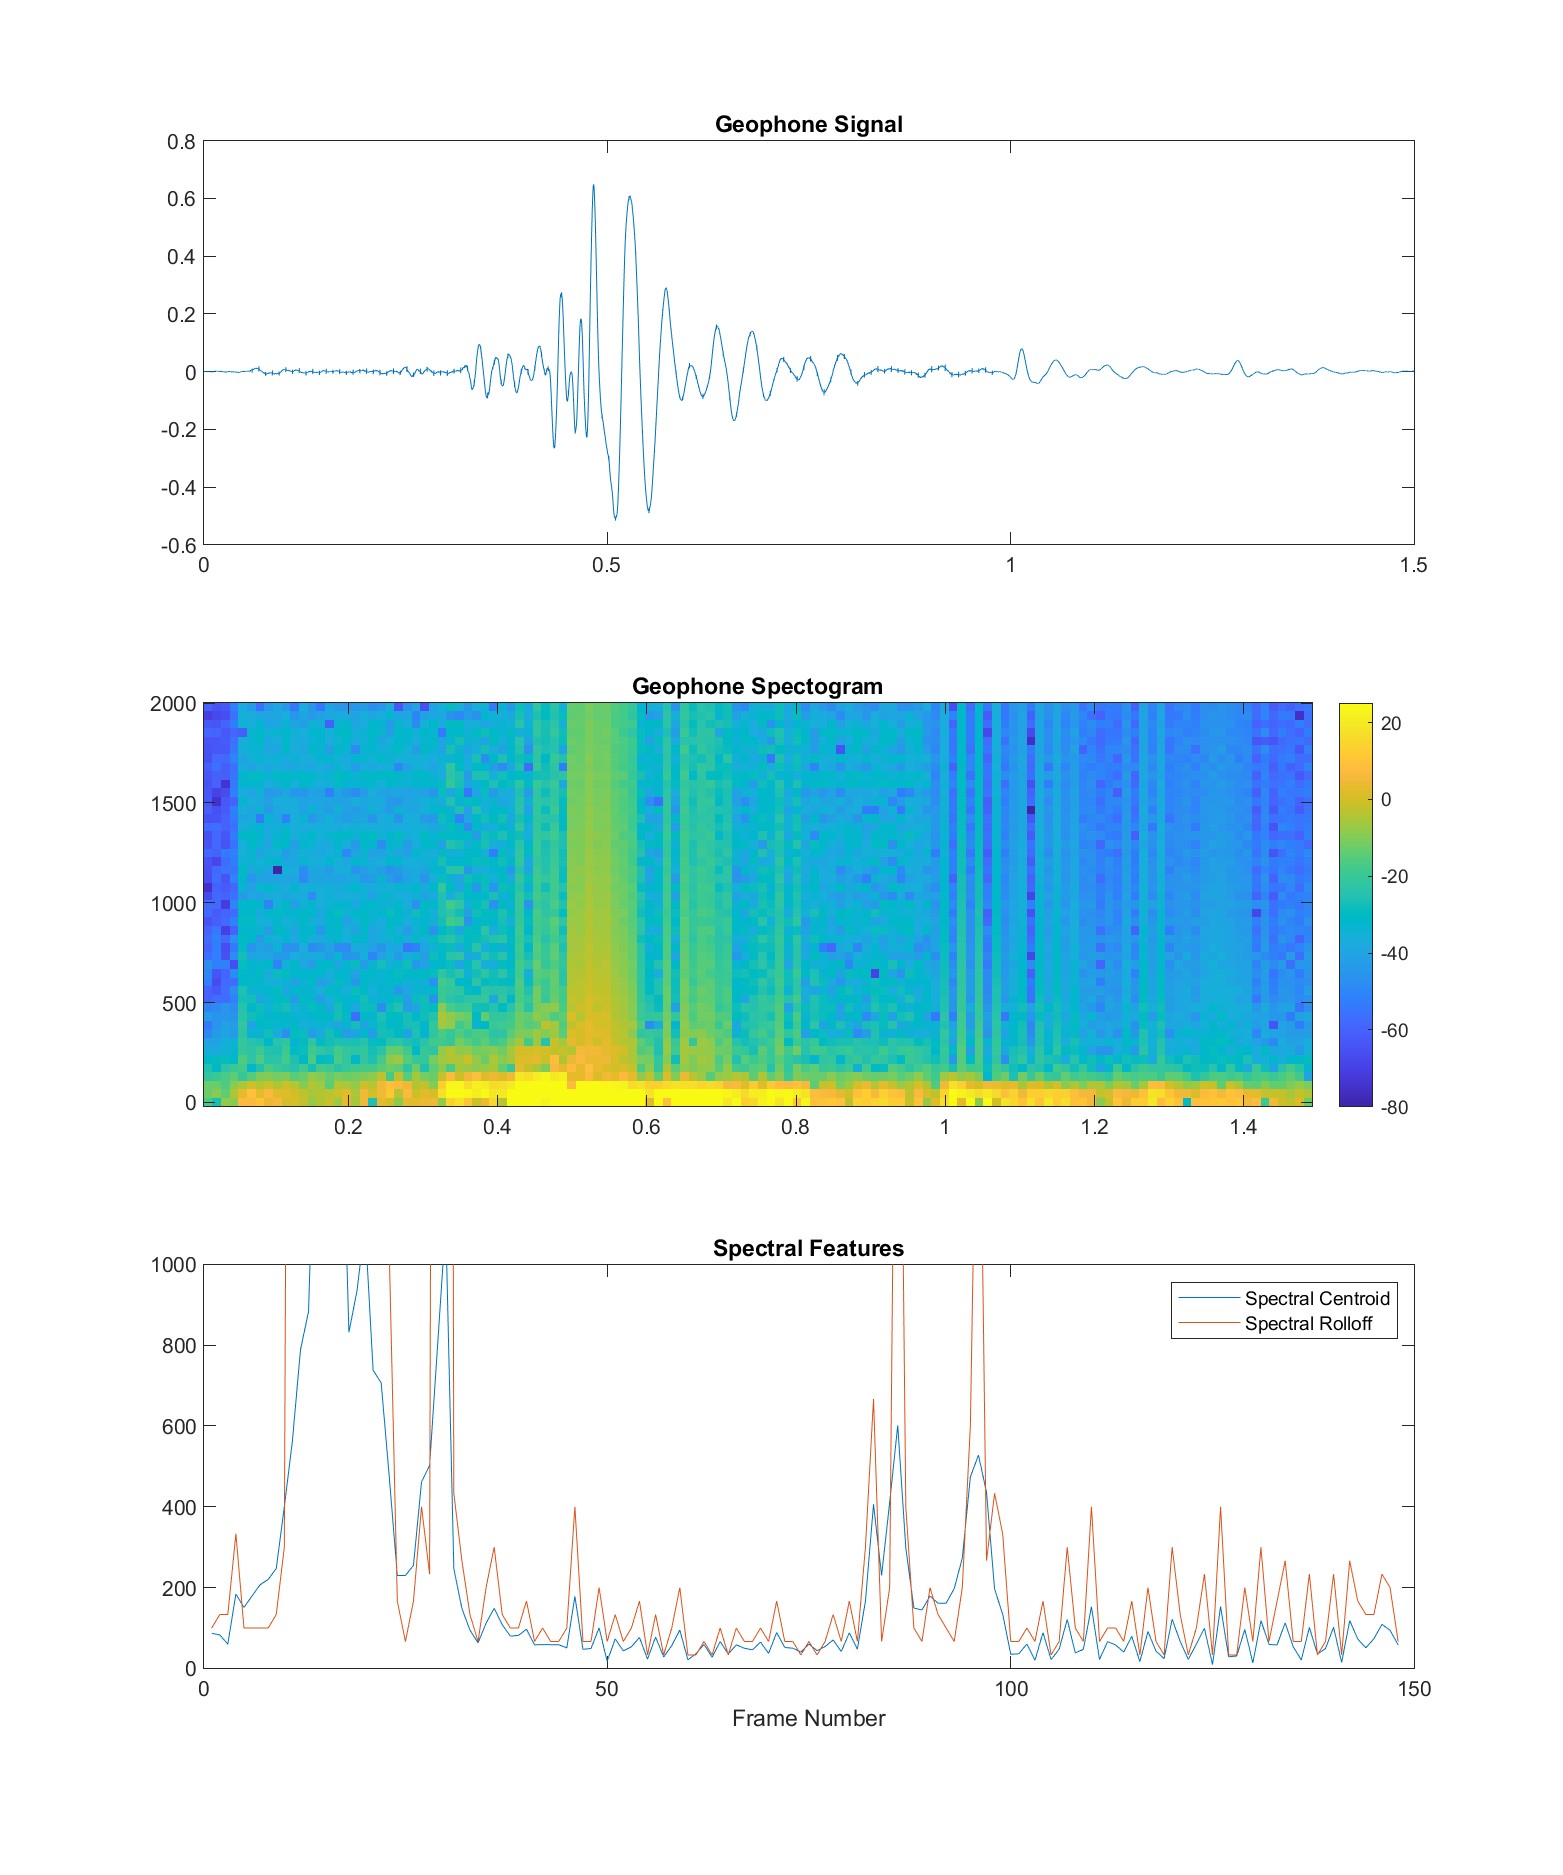 Geophone Signal
0.8
0.6
0.4
0.2
0
-0.2
-0.4
-0.6
0 0.5 1 1.5
Geophone Spectogram
2000
1500
1000
500
0
0.2 0.4 0.6 0.8 1 1.2 1.4
20
0
-20
-40
-60
-80
Spectral Features
1000
800
600
400
200
0
Spectral Centroid
Spectral Rolloff
0 50 100 150
Frame Number